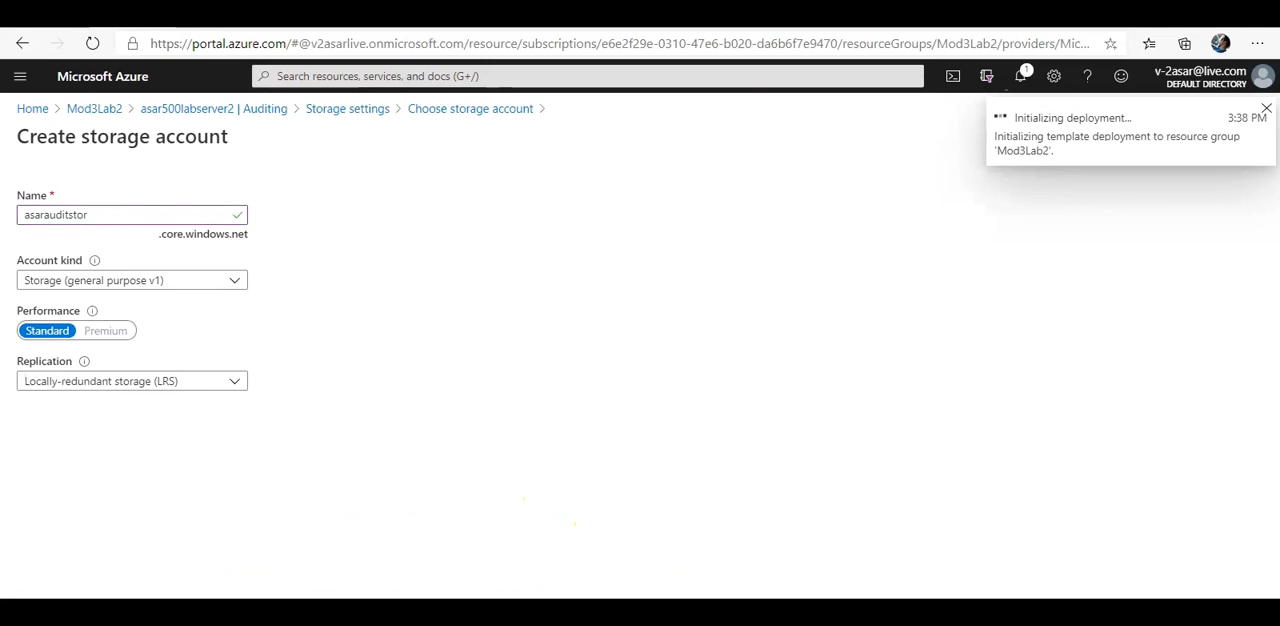 https://portal.azure.com/#@v2asarlive.onmicrosoft.com/resource/subscriptions/e6e2f29e-0310-47e6-b020-da6b6f7e9470/resourceGroups/Mod3Lab2/providers/Mic...
Microsoft Azure
Search resources, services, and docs (G+/)
1
v-2asar@live.com
DEFAULT DIRECTORY
Home > Mod3Lab2 > asar500labserver2 | Auditing > Storage settings > Choose storage account >
Create storage account
Initializing deployment...
3:38 PM
Initializing template deployment to resource group
'Mod3Lab2'.
Name *
asarauditstor
.core.windows.net
Account kind
Storage (general purpose v1)
Performance
Standard Premium
Replication
Locally-redundant storage (LRS)